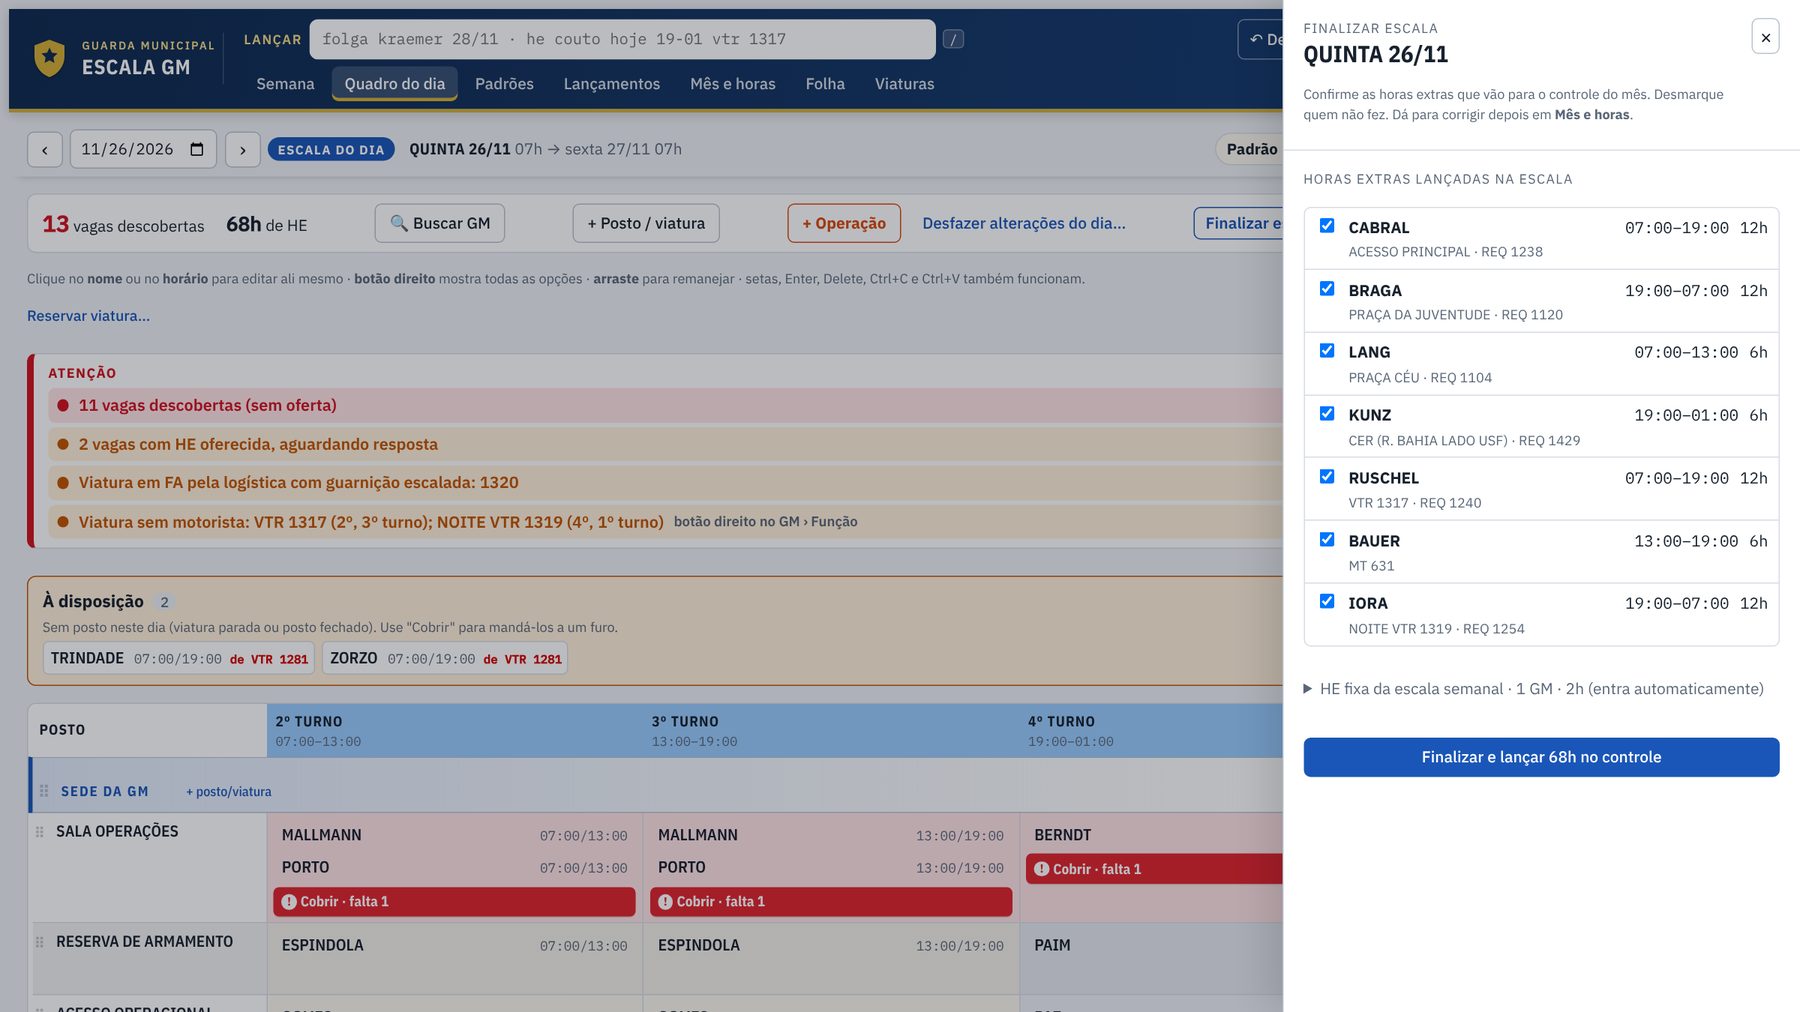 GUARDA MUNICIPAL
ESCALA GM
LANÇAR
folga kraemer 28/11 · he couto hoje 19-01 vtr 1317
/
Semana
Quadro do dia
Padrões
Lançamentos
Mês e horas
Folha
Viaturas
11/26/2026
ESCALA DO DIA
QUINTA 26/11 07h → sexta 27/11 07h
Padrão
13 vagas descobertas
68h de HE
Buscar GM
+ Posto / viatura
+ Operação
Desfazer alterações do dia...
Clique no nome ou no horário para editar ali mesmo · botão direito mostra todas as opções · arraste para remanejar · setas, Enter, Delete, Ctrl+C e Ctrl+V também funcionam.
Reservar viatura...
ATENÇÃO
11 vagas descobertas (sem oferta)
2 vagas com HE oferecida, aguardando resposta
Viatura em FA pela logística com guarnição escalada: 1320
Viatura sem motorista: VTR 1317 (2º, 3º turno); NOITE VTR 1319 (4º, 1º turno) botão direito no GM › Função
À disposição 2
Sem posto neste dia (viatura parada ou posto fechado). Use "Cobrir" para mandá-los a um furo.
TRINDADE 07:00/19:00 de VTR 1281
ZORZO 07:00/19:00 de VTR 1281
POSTO
2º TURNO
07:00–13:00
3º TURNO
13:00–19:00
4º TURNO
19:00–01:00
SEDE DA GM
+ posto/viatura
SALA OPERAÇÕES
MALLMANN 07:00/13:00
PORTO 07:00/13:00
! Cobrir · falta 1
MALLMANN 13:00/19:00
PORTO 13:00/19:00
! Cobrir · falta 1
BERNDT
! Cobrir · falta 1
RESERVA DE ARMAMENTO
ESPINDOLA 07:00/13:00
ESPINDOLA 13:00/19:00
PAIM
FINALIZAR ESCALA
QUINTA 26/11
×
Confirme as horas extras que vão para o controle do mês. Desmarque
quem não fez. Dá para corrigir depois em Mês e horas.
HORAS EXTRAS LANÇADAS NA ESCALA
CABRAL 07:00–19:00 12h
ACESSO PRINCIPAL · REQ 1238
BRAGA 19:00–07:00 12h
PRAÇA DA JUVENTUDE · REQ 1120
LANG 07:00–13:00 6h
PRAÇA CÉU · REQ 1104
KUNZ 19:00–01:00 6h
CER (R. BAHIA LADO USF) · REQ 1429
RUSCHEL 07:00–19:00 12h
VTR 1317 · REQ 1240
BAUER 13:00–19:00 6h
MT 631
IORA 19:00–07:00 12h
NOITE VTR 1319 · REQ 1254
HE fixa da escala semanal · 1 GM · 2h (entra automaticamente)
Finalizar e lançar 68h no controle